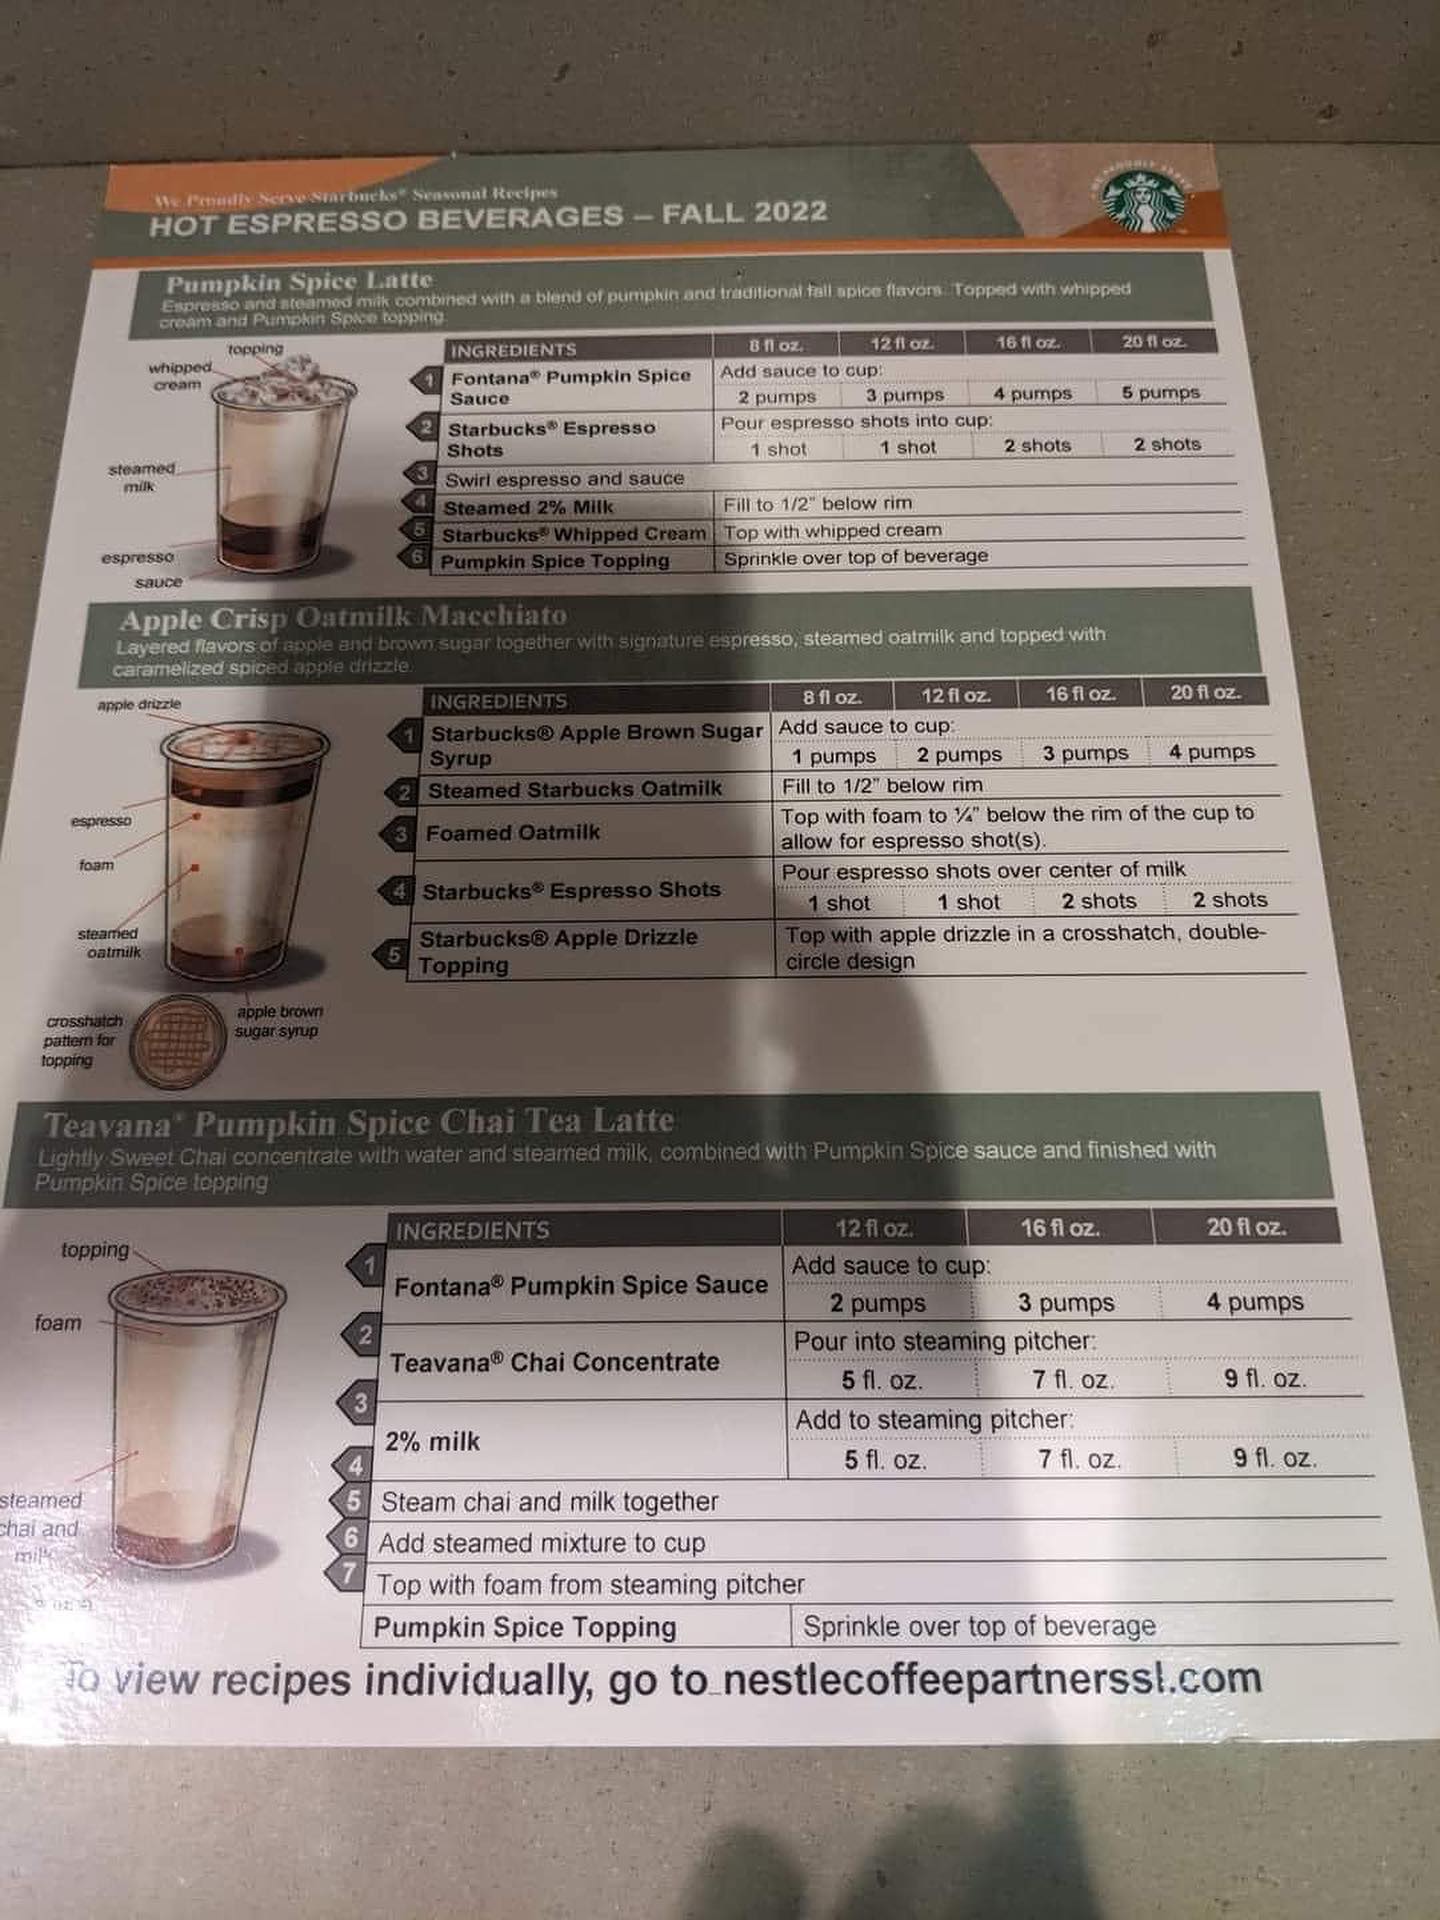 We Proudly Serve Starbucks® Seasonal Recipes
HOT ESPRESSO BEVERAGES – FALL 2022
Pumpkin Spice Latte
Espresso and steamed milk combined with a blend of pumpkin and traditional fall spice flavors. Topped with whipped
cream and Pumpkin Spice topping.
topping
whipped
cream
steamed
milk
espresso
sauce
INGREDIENTS 8 fl oz. 12 fl oz. 16 fl oz. 20 fl oz.
1 Fontana® Pumpkin Spice Sauce Add sauce to cup:
2 pumps 3 pumps 4 pumps 5 pumps
2 Starbucks® Espresso Shots Pour espresso shots into cup:
1 shot 1 shot 2 shots 2 shots
3 Swirl espresso and sauce
4 Steamed 2% Milk Fill to 1/2" below rim
5 Starbucks® Whipped Cream Top with whipped cream
6 Pumpkin Spice Topping Sprinkle over top of beverage
Apple Crisp Oatmilk Macchiato
Layered flavors of apple and brown sugar together with signature espresso, steamed oatmilk and topped with
caramelized spiced apple drizzle.
apple drizzle
espresso
foam
steamed
oatmilk
apple brown
sugar syrup
crosshatch
pattern for
topping
INGREDIENTS 8 fl oz. 12 fl oz. 16 fl oz. 20 fl oz.
1 Starbucks® Apple Brown Sugar Syrup Add sauce to cup:
1 pumps 2 pumps 3 pumps 4 pumps
2 Steamed Starbucks Oatmilk Fill to 1/2" below rim
3 Foamed Oatmilk Top with foam to ¼" below the rim of the cup to
allow for espresso shot(s).
4 Starbucks® Espresso Shots Pour espresso shots over center of milk
1 shot 1 shot 2 shots 2 shots
5 Starbucks® Apple Drizzle Topping Top with apple drizzle in a crosshatch, double-
circle design
Teavana® Pumpkin Spice Chai Tea Latte
Lightly Sweet Chai concentrate with water and steamed milk, combined with Pumpkin Spice sauce and finished with
Pumpkin Spice topping
topping
foam
steamed
chai and
milk
INGREDIENTS 12 fl oz. 16 fl oz. 20 fl oz.
1 Fontana® Pumpkin Spice Sauce Add sauce to cup:
2 pumps 3 pumps 4 pumps
2 Teavana® Chai Concentrate Pour into steaming pitcher:
5 fl. oz. 7 fl. oz. 9 fl. oz.
3 2% milk Add to steaming pitcher:
4 5 fl. oz. 7 fl. oz. 9 fl. oz.
5 Steam chai and milk together
6 Add steamed mixture to cup
7 Top with foam from steaming pitcher
Pumpkin Spice Topping Sprinkle over top of beverage
To view recipes individually, go to nestlecoffeepartnerssl.com